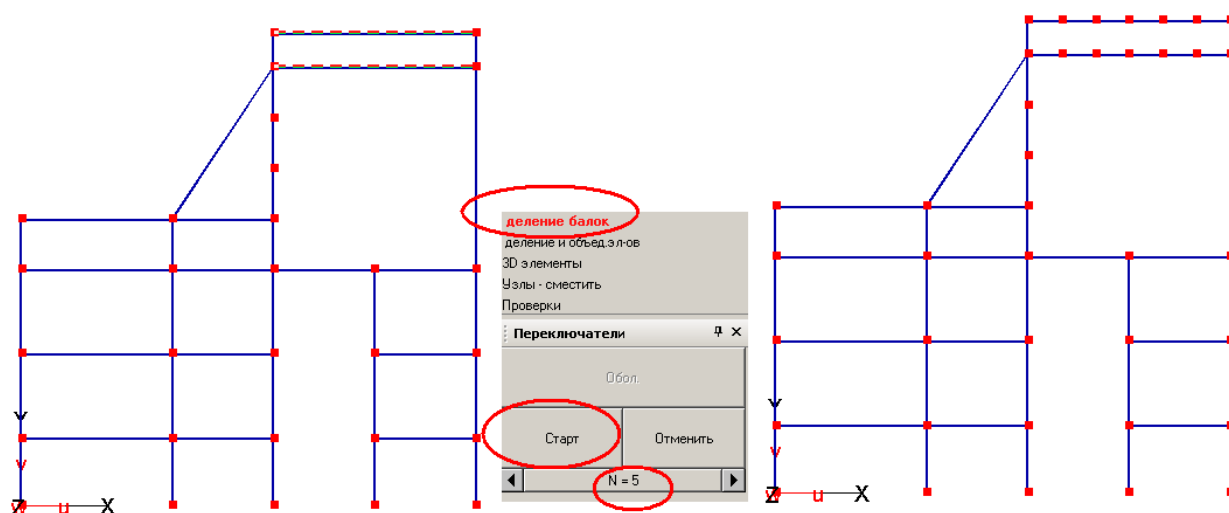 деление балок
деление и объед.эл-ов
3D элементы
Узлы - сместить
Проверки
Переключатели
Обол.
Старт
Отменить
N = 5
Y
v
Z
w
u
X
Y
v
Z
w
u
X